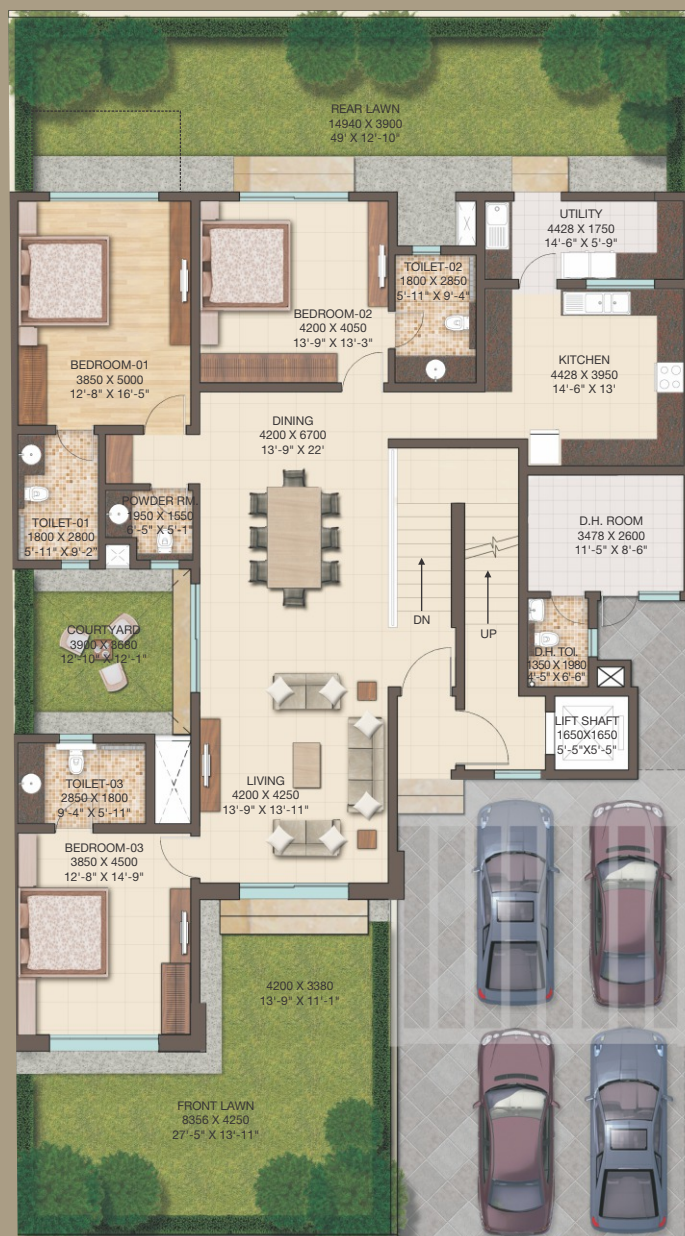 REAR LAWN
14940 X 3900
49' X 12'-10"
UTILITY
4428 X 1750
14'-6" X 5'-9"
TOILET-02
1800 X 2850
5'-11" X 9'-4"
BEDROOM-02
4200 X 4050
13'-9" X 13'-3"
BEDROOM-01
3850 X 5000
12'-8" X 16'-5"
KITCHEN
4428 X 3950
14'-6" X 13'
DINING
4200 X 6700
13'-9" X 22'
POWDER RM.
1950 X 1550
6'-5" X 5'-1"
TOILET-01
1800 X 2800
5'-11" X 9'-2"
D.H. ROOM
3478 X 2600
11'-5" X 8'-6"
DN
UP
COURTYARD
3900 X 3680
12'-10" X 12'-1"
D.H. TOI.
1350 X 1980
4'-5" X 6'-6"
LIFT SHAFT
1650X1650
5'-5"X5'-5"
LIVING
4200 X 4250
13'-9" X 13'-11"
TOILET-03
2850 X 1800
9'-4" X 5'-11"
BEDROOM-03
3850 X 4500
12'-8" X 14'-9"
4200 X 3380
13'-9" X 11'-1"
FRONT LAWN
8356 X 4250
27'-5" X 13'-11"